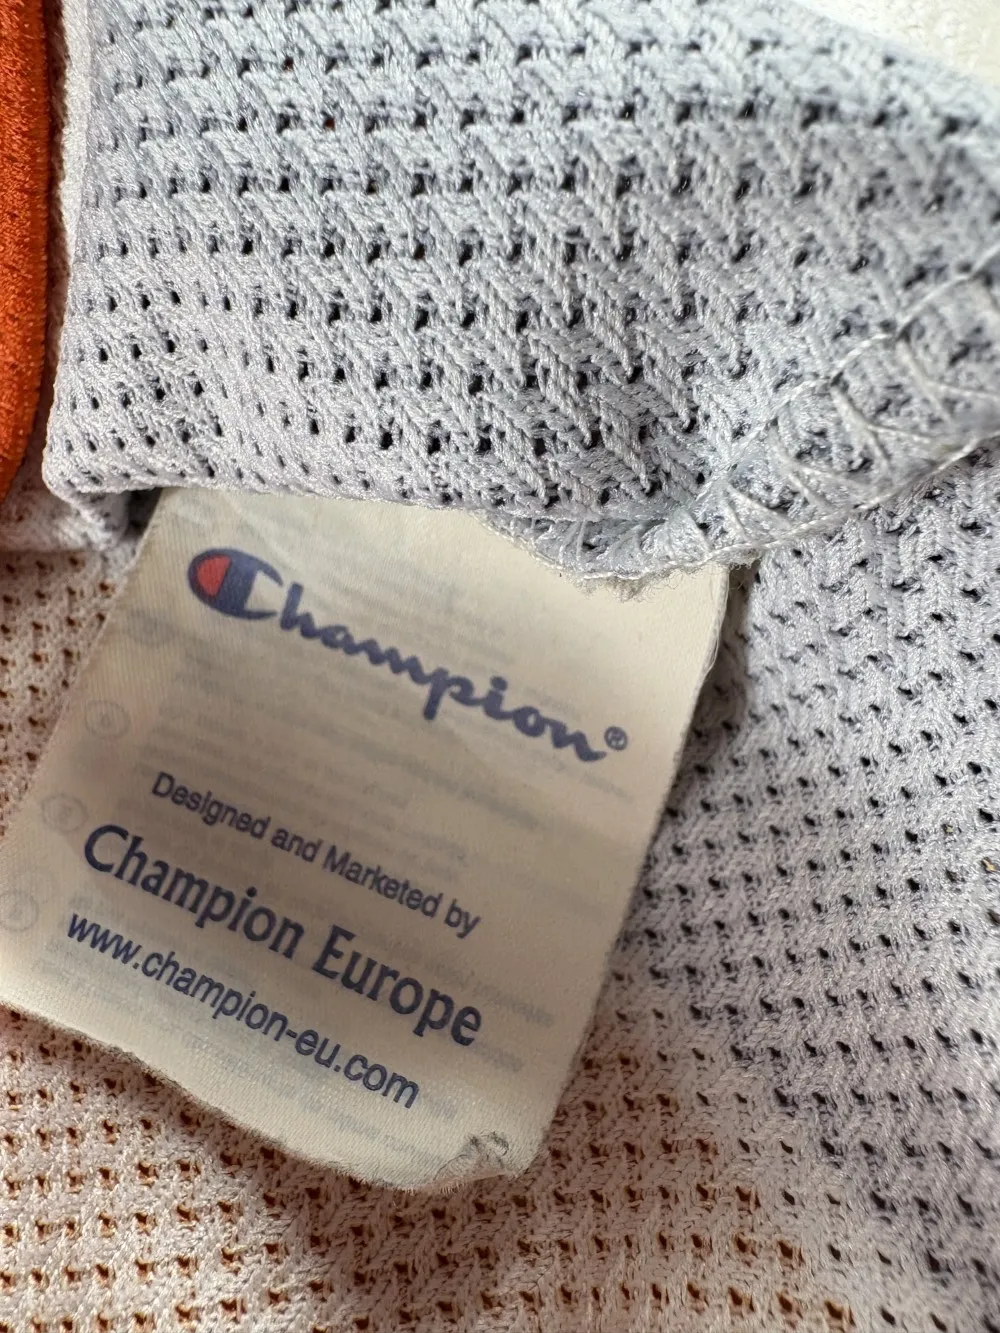 Champion®
Designed and Marketed by
Champion Europe
www.champion-eu.com